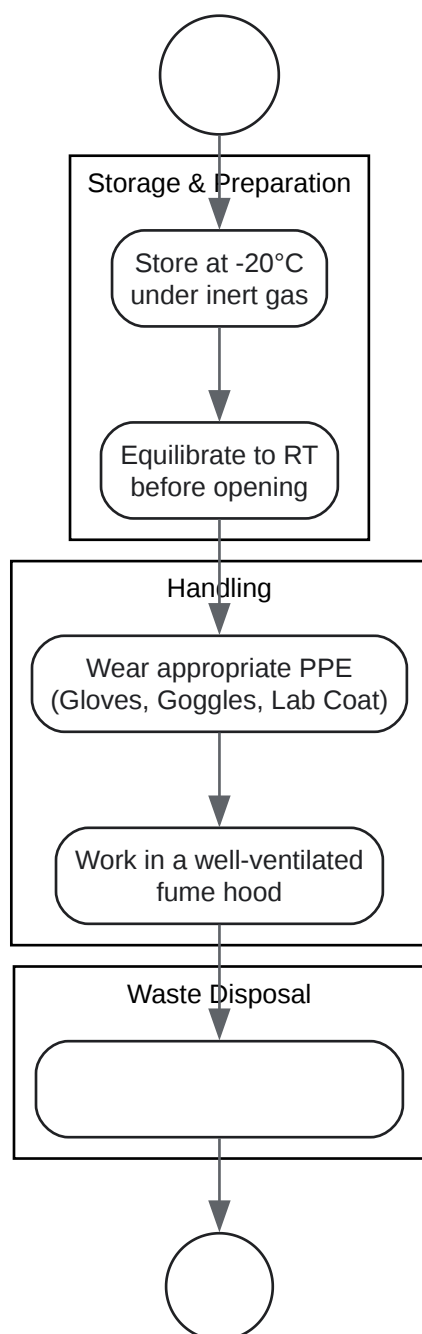 Storage & Preparation
Store at -20°C
under inert gas
Equilibrate to RT
before opening
Handling
Wear appropriate PPE
(Gloves, Goggles, Lab Coat)
Work in a well-ventilated
fume hood
Waste Disposal